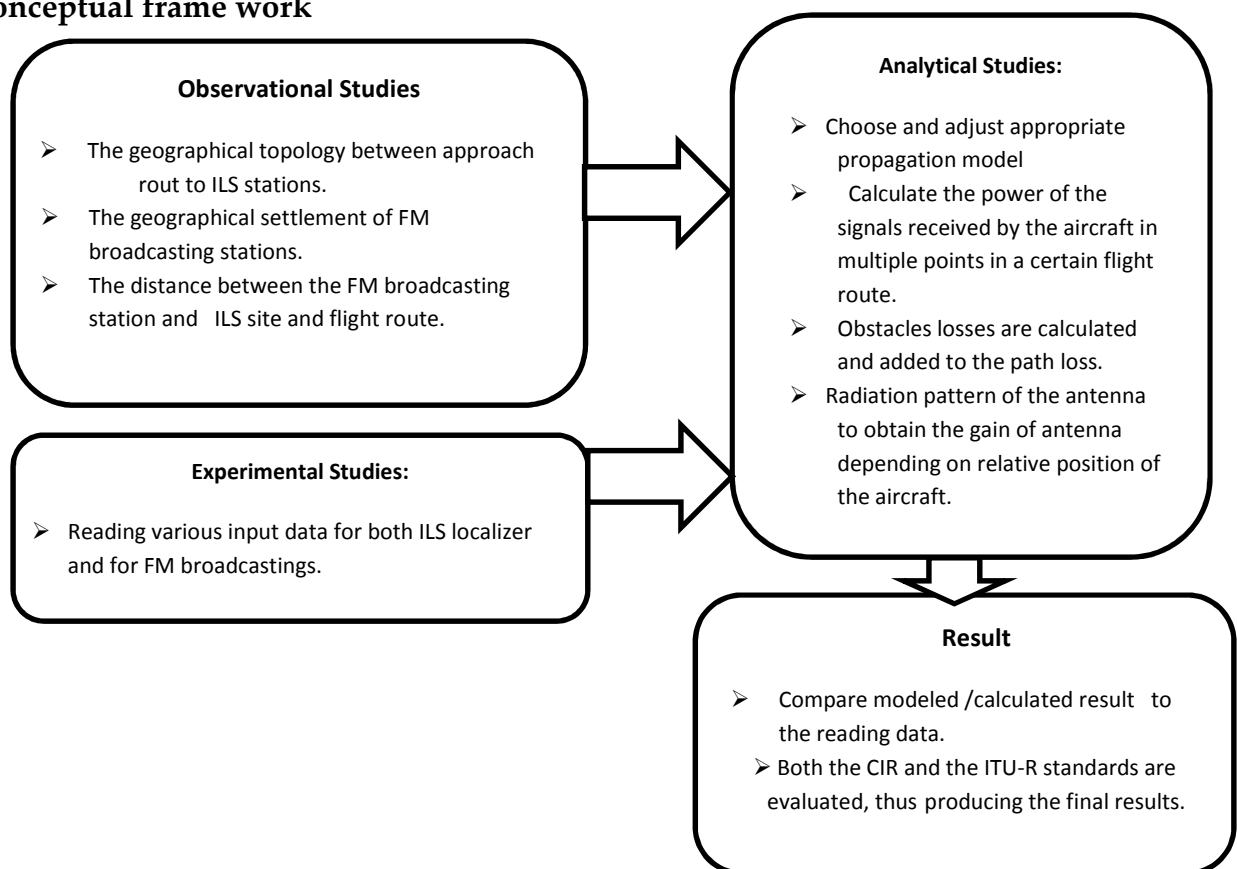 onceptual frame work
Observational Studies
➢ The geographical topology between approach
rout to ILS stations.
➢ The geographical settlement of FM
broadcasting stations.
➢ The distance between the FM broadcasting
station and ILS site and flight route.
Experimental Studies:
➢ Reading various input data for both ILS localizer
and for FM broadcastings.
Analytical Studies:
➢ Choose and adjust appropriate
propagation model
➢ Calculate the power of the
signals received by the aircraft in
multiple points in a certain flight
route.
➢ Obstacles losses are calculated
and added to the path loss.
➢ Radiation pattern of the antenna
to obtain the gain of antenna
depending on relative position of
the aircraft.
Result
➢ Compare modeled /calculated result to
the reading data.
➢ Both the CIR and the ITU-R standards are
evaluated, thus producing the final results.